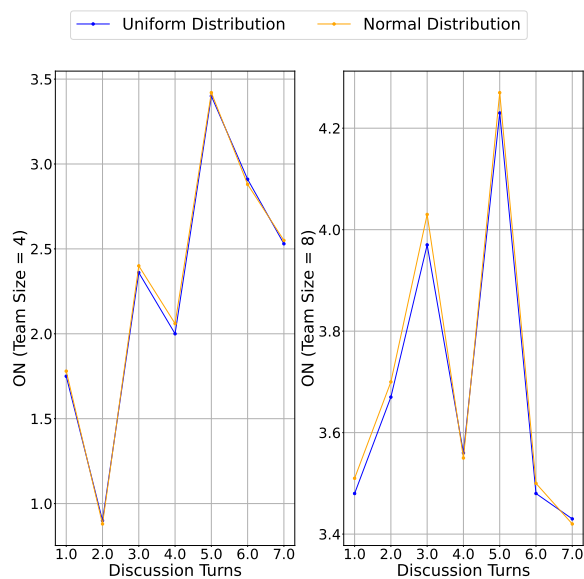 Uniform Distribution
Normal Distribution
ON (Team Size = 4)
3.5
3.0
2.5
2.0
1.5
1.0
1.0 2.0 3.0 4.0 5.0 6.0 7.0
Discussion Turns
ON (Team Size = 8)
4.2
4.0
3.8
3.6
3.4
1.0 2.0 3.0 4.0 5.0 6.0 7.0
Discussion Turns